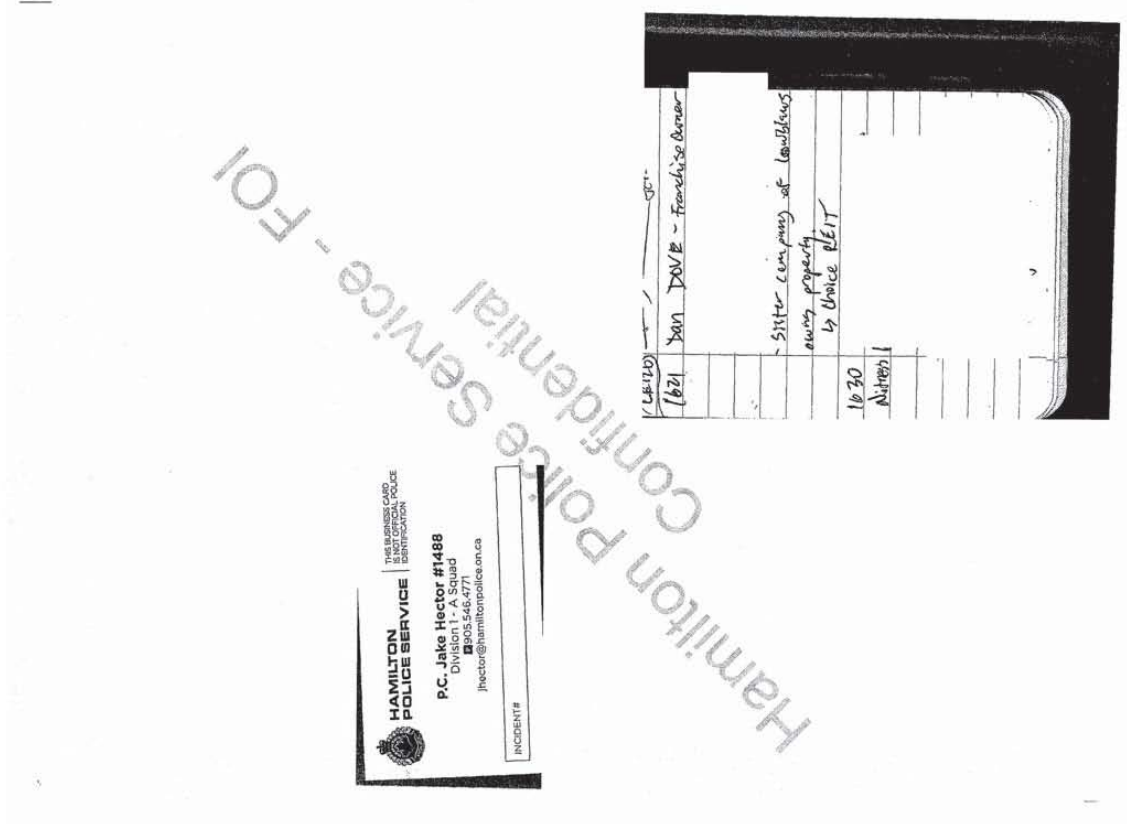 Hamilton Police Service - FOI
Confidential
HAMILTON
POLICE SERVICE
THIS BUSINESS CARD
IS NOT OFFICIAL POLICE
IDENTIFICATION
P.C. Jake Hector #1488
Division 1 - A Squad
905.546.4771
jhector@hamiltonpolice.on.ca
INCIDENT#
1621 Dan DOVE - Franchise Owner
- Sister company of
owns property
↳ Choice REIT
1630